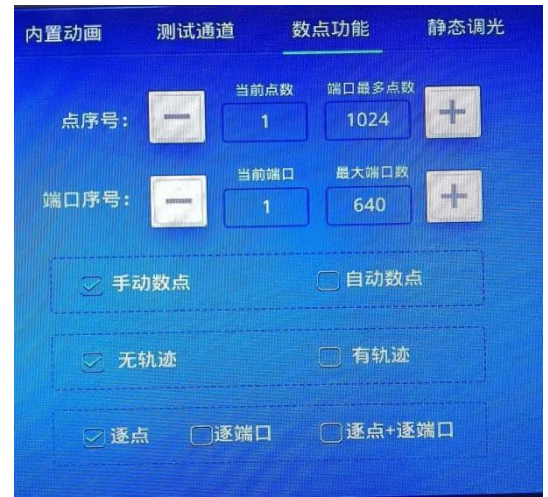 内置动画 测试通道 数点功能 静态调光
当前点数 端口最多点数
点序号: 1 1024
当前端口 最大端口数
端口序号: 1 640
手动数点 自动数点
无轨迹 有轨迹
逐点 逐端口 逐点+逐端口